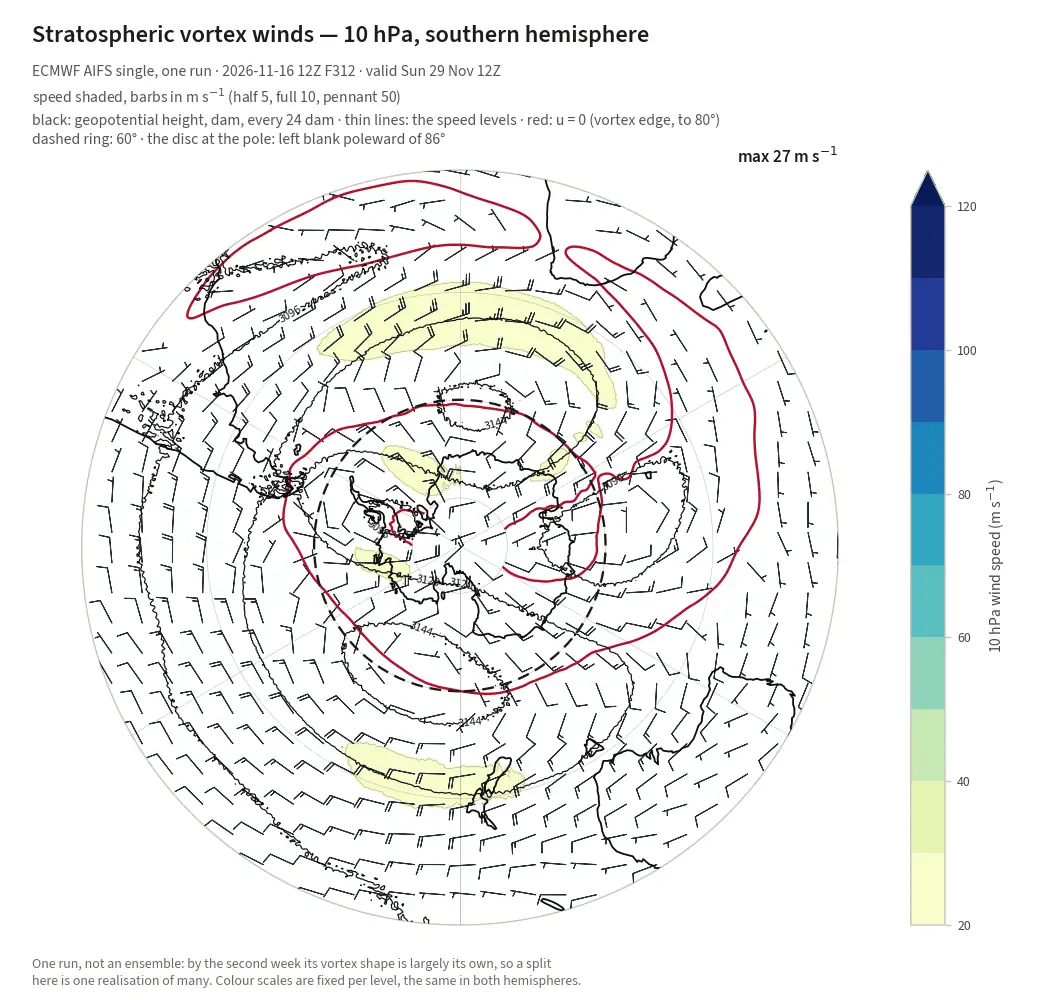 Stratospheric vortex winds — 10 hPa, southern hemisphere
ECMWF AIFS single, one run · 2026-11-16 12Z F312 · valid Sun 29 Nov 12Z
speed shaded, barbs in m s⁻¹ (half 5, full 10, pennant 50)
black: geopotential height, dam, every 24 dam · thin lines: the speed levels · red: u = 0 (vortex edge, to 80°)
dashed ring: 60° · the disc at the pole: left blank poleward of 86°
max 27 m s⁻¹
120
100
80
60
40
20
10 hPa wind speed (m s⁻¹)
3096
3144
3144
One run, not an ensemble: by the second week its vortex shape is largely its own, so a split
here is one realisation of many. Colour scales are fixed per level, the same in both hemispheres.